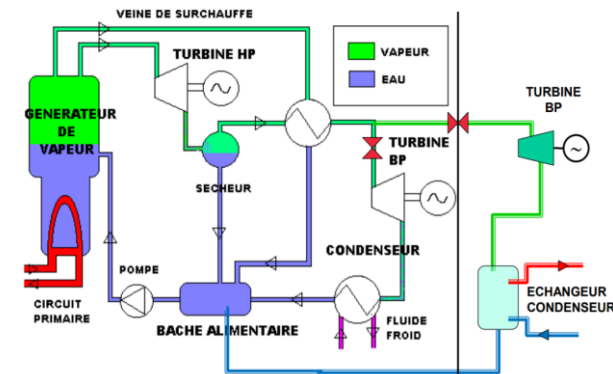 VEINE DE SURCHAUFFE
TURBINE HP
VAPEUR
EAU
TURBINE
BP
GENERATEUR
DE
VAPEUR
TURBINE
BP
SECHEUR
CONDENSEUR
POMPE
ECHANGEUR
CONDENSEUR
CIRCUIT
PRIMAIRE
BACHE ALIMENTAIRE
FLUIDE
FROID